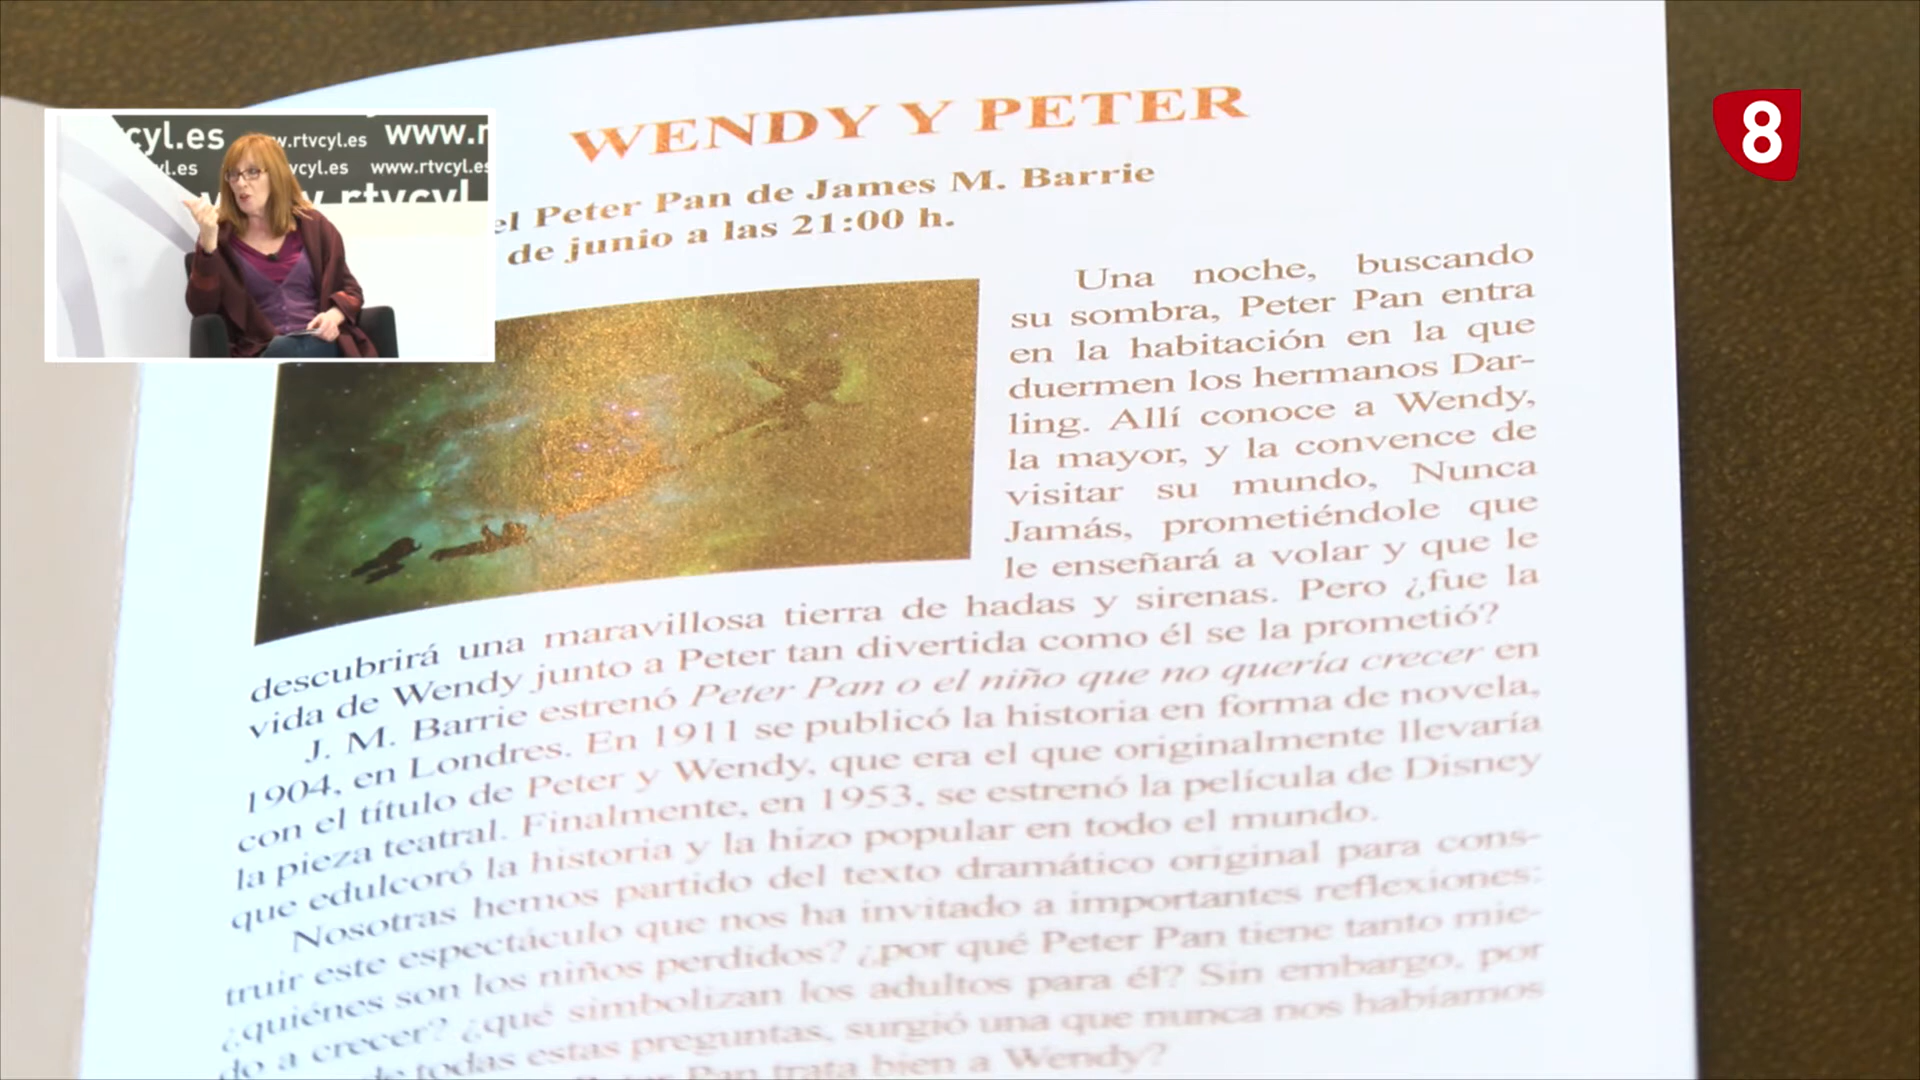 WENDY Y PETER
el Peter Pan de James M. Barrie
de junio a las 21:00 h.
8
cyl.es
w.rtvcyl.es
www.r
yl.es
vcyl.es
www.rtvcyl.es
w.rtvcyl
Una noche, buscando
su sombra, Peter Pan entra
en la habitación en la que
duermen los hermanos Dar-
ling. Allí conoce a Wendy,
la mayor, y la convence de
visitar su mundo, Nunca
Jamás, prometiéndole que
le enseñará a volar y que le
descubrirá una maravillosa tierra de hadas y sirenas. Pero ¿fue la
vida de Wendy junto a Peter tan divertida como él se la prometió?
J. M. Barrie estrenó Peter Pan o el niño que no quería crecer en
1904, en Londres. En 1911 se publicó la historia en forma de novela,
con el título de Peter y Wendy, que era el que originalmente llevaría
la pieza teatral. Finalmente, en 1953, se estrenó la película de Disney
que edulcoró la historia y la hizo popular en todo el mundo.
Nosotras hemos partido del texto dramático original para cons-
truir este espectáculo que nos ha invitado a importantes reflexiones:
¿quiénes son los niños perdidos? ¿por qué Peter Pan tiene tanto mie-
do a crecer? ¿qué simbolizan los adultos para él? Sin embargo, por
de todas estas preguntas, surgió una que nunca nos habíamos
Peter Pan trata bien a Wendy?